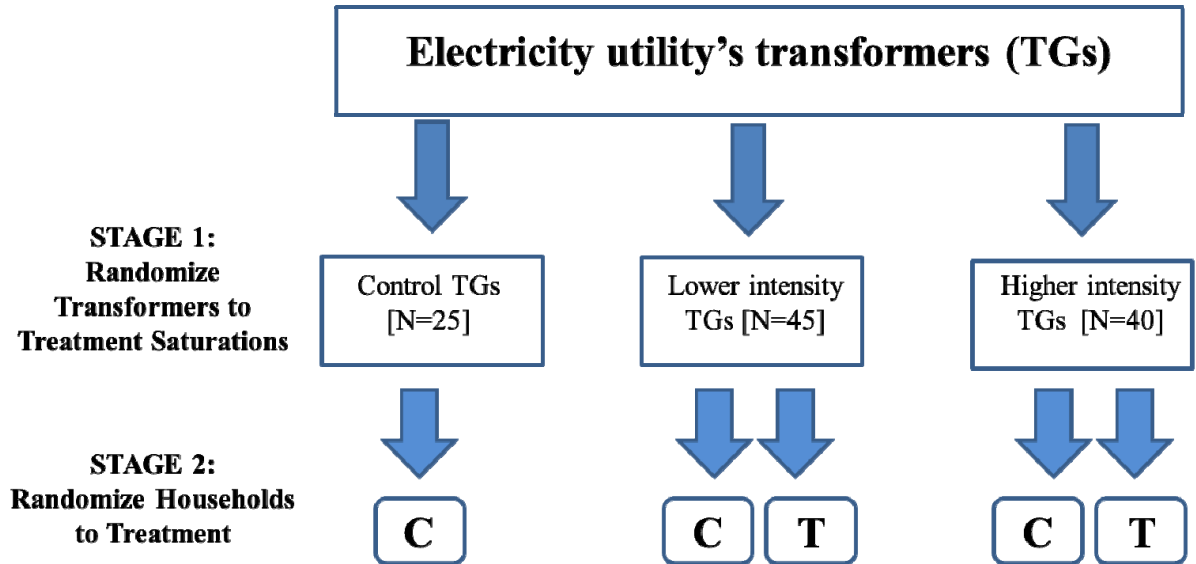 Electricity utility's transformers (TGs)
STAGE 1:
Randomize
Transformers to
Treatment Saturations
Control TGs
[N=25]
Lower intensity
TGs [N=45]
Higher intensity
TGs [N=40]
STAGE 2:
Randomize Households
to Treatment
C
C
T
C
T